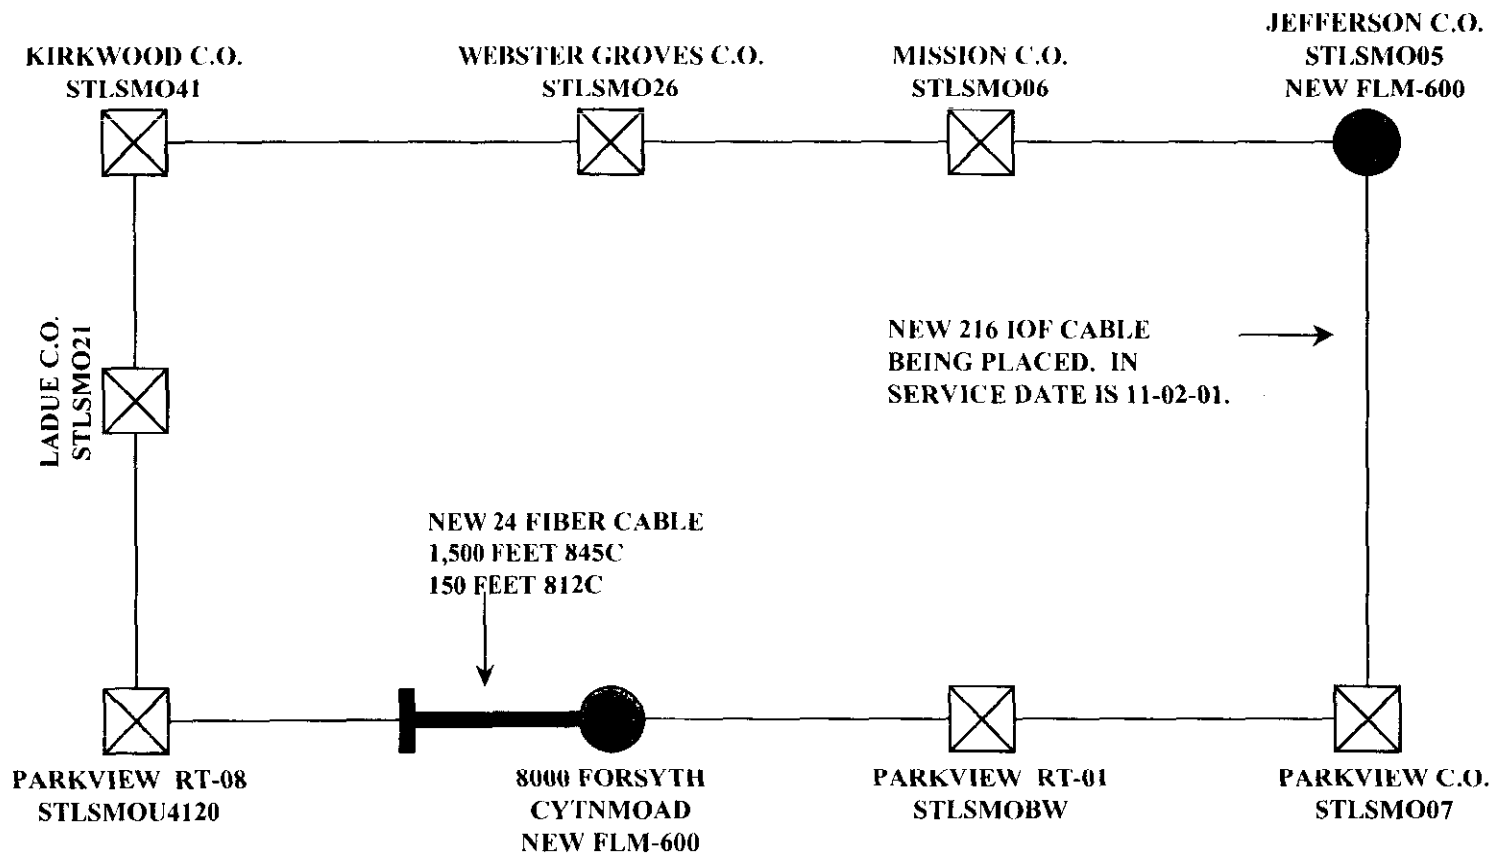 JEFFERSON C.O.
STLSMO05
NEW FLM-600
KIRKWOOD C.O.
STLSMO41
WEBSTER GROVES C.O.
STLSMO26
MISSION C.O.
STLSMO06
LADUE C.O.
STLSMO21
NEW 216 IOF CABLE
BEING PLACED. IN
SERVICE DATE IS 11-02-01.
NEW 24 FIBER CABLE
1,500 FEET 845C
150 FEET 812C
PARKVIEW RT-08
STLSMOU4120
8000 FORSYTH
CYTNMOAD
NEW FLM-600
PARKVIEW RT-01
STLSMOBW
PARKVIEW C.O.
STLSMO07